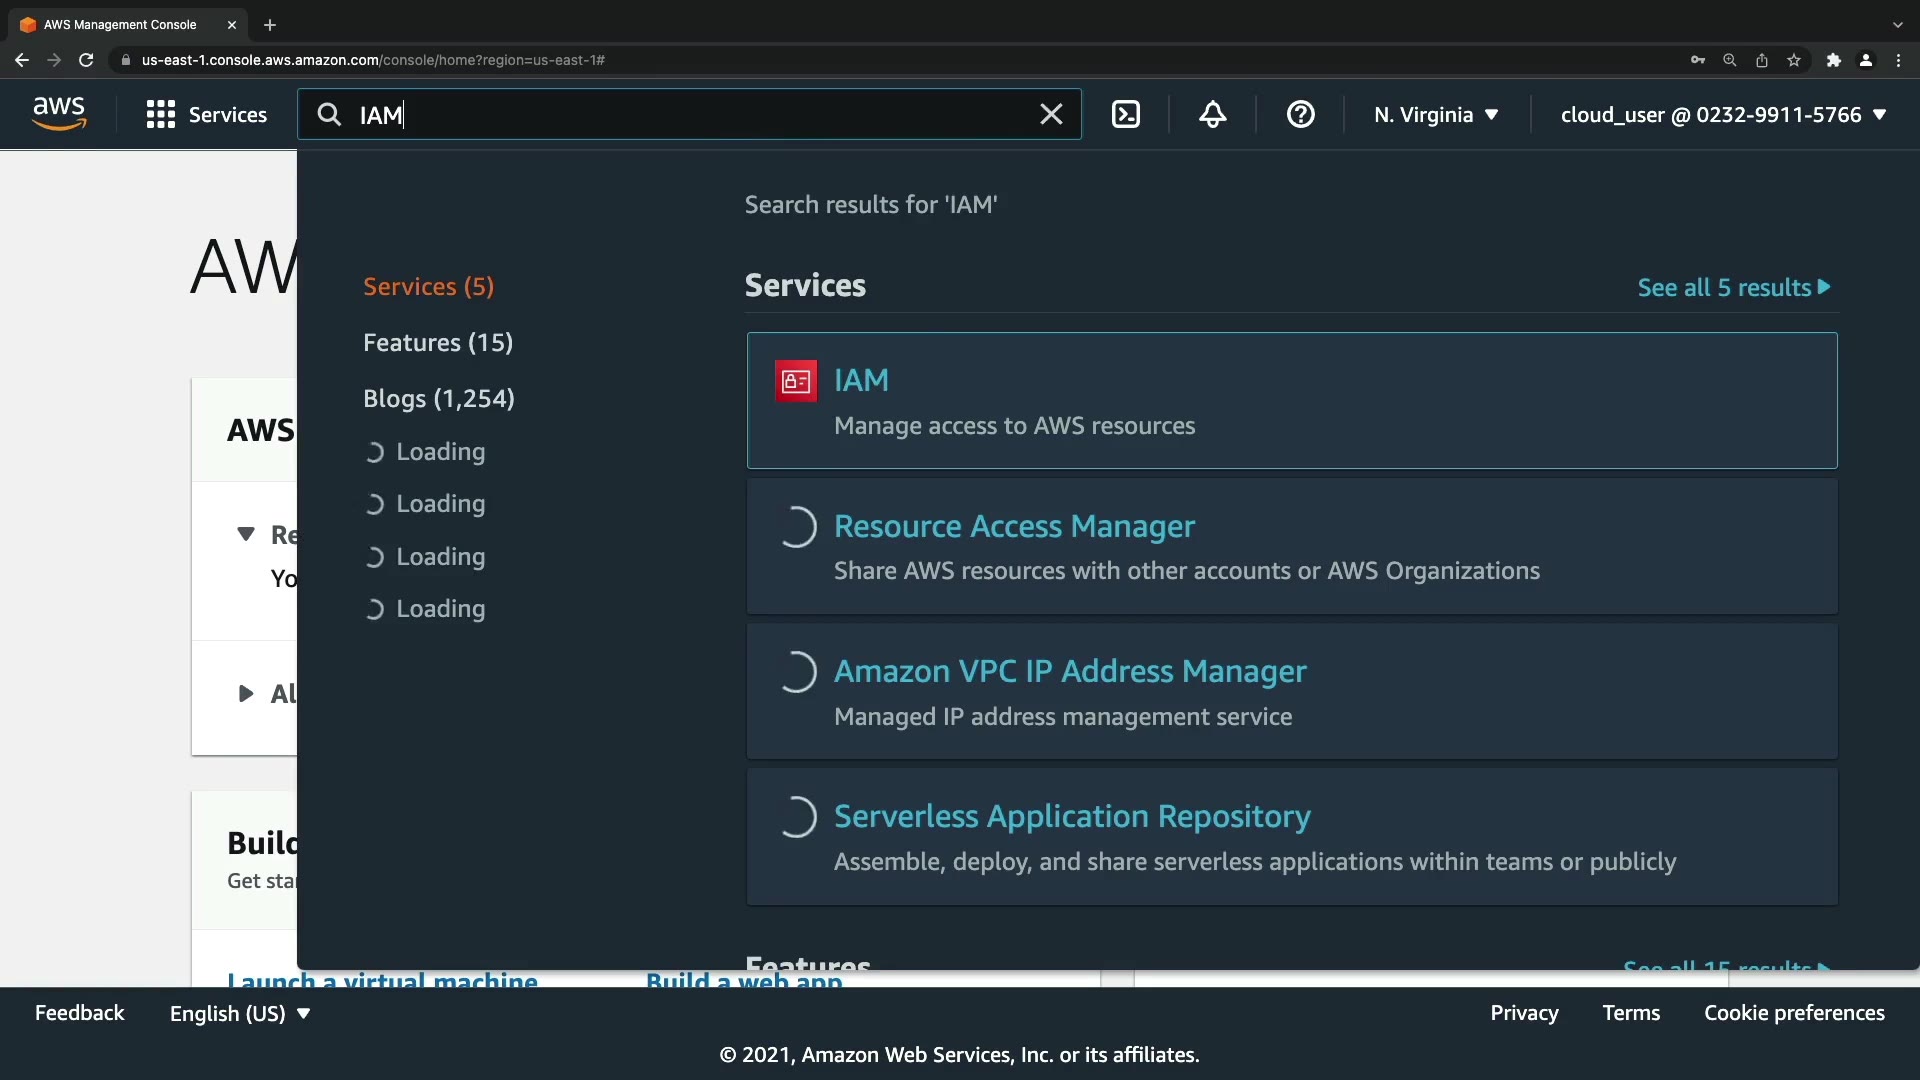 AWS Management Console
us-east-1.console.aws.amazon.com/console/home?region=us-east-1#
aws
Services
IAM
N. Virginia
cloud_user @ 0232-9911-5766
Search results for 'IAM'
Services (5)
Features (15)
Blogs (1,254)
Loading
Loading
Loading
Loading
Services
See all 5 results
IAM
Manage access to AWS resources
Resource Access Manager
Share AWS resources with other accounts or AWS Organizations
Amazon VPC IP Address Manager
Managed IP address management service
Serverless Application Repository
Assemble, deploy, and share serverless applications within teams or publicly
Features
See all 15 results
AW
AWS
Re
Yo
Al
Build
Get sta
Launch a virtual machine
Build a web app
Feedback
English (US)
Privacy
Terms
Cookie preferences
© 2021, Amazon Web Services, Inc. or its affiliates.